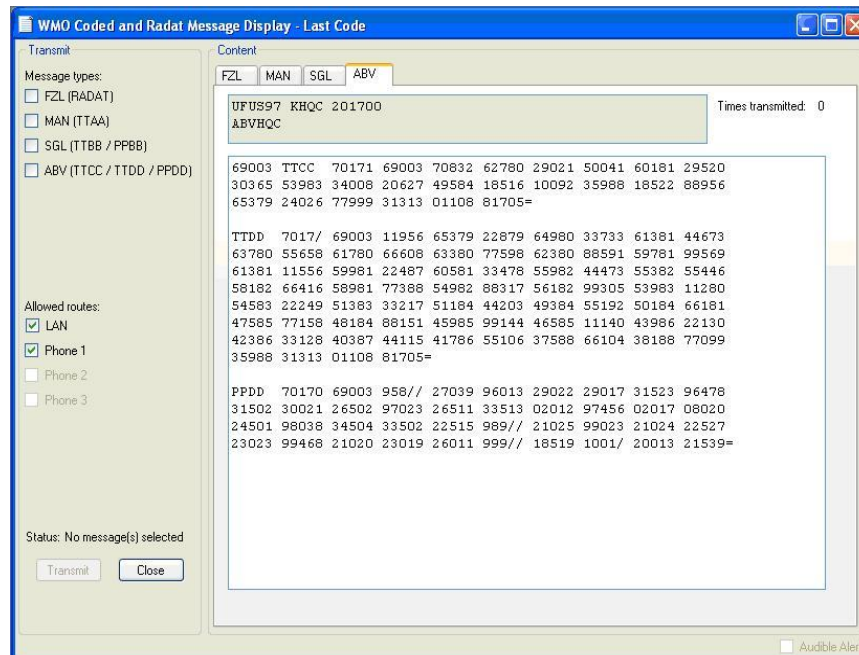 WMO Coded and Radat Message Display - Last Code
Transmit
Message types:
FZL (RADAT)
MAN (TTAA)
SGL (TTBB / PPBB)
ABV (TTCC / TTDD / PPDD)
Allowed routes:
LAN
Phone 1
Phone 2
Phone 3
Status: No message(s) selected
Transmit Close
Content
FZL MAN SGL ABV
UFUS97 KHQC 201700
ABVHQC
Times transmitted: 0
69003 TTCC 70171 69003 70832 62780 29021 50041 60181 29520
30365 53983 34008 20627 49584 18516 10092 35988 18522 88956
65379 24026 77999 31313 01108 81705=
TTDD 7017/ 69003 11956 65379 22879 64980 33733 61381 44673
63780 55658 61780 66608 63380 77598 62380 88591 59781 99569
61381 11556 59981 22487 60581 33478 55982 44473 55382 55446
58182 66416 58981 77388 54982 88317 56182 99305 53983 11280
54583 22249 51383 33217 51184 44203 49384 55192 50184 66181
47585 77158 48184 88151 45985 99144 46585 11140 43986 22130
42386 33128 40387 44115 41786 55106 37588 66104 38188 77099
35988 31313 01108 81705=
PPDD 70170 69003 958// 27039 96013 29022 29017 31523 96478
31502 30021 26502 97023 26511 33513 02012 97456 02017 08020
24501 98038 34504 33502 22515 989// 21025 99023 21024 22527
23023 99468 21020 23019 26011 999// 18519 1001/ 20013 21539=
Audible Aler